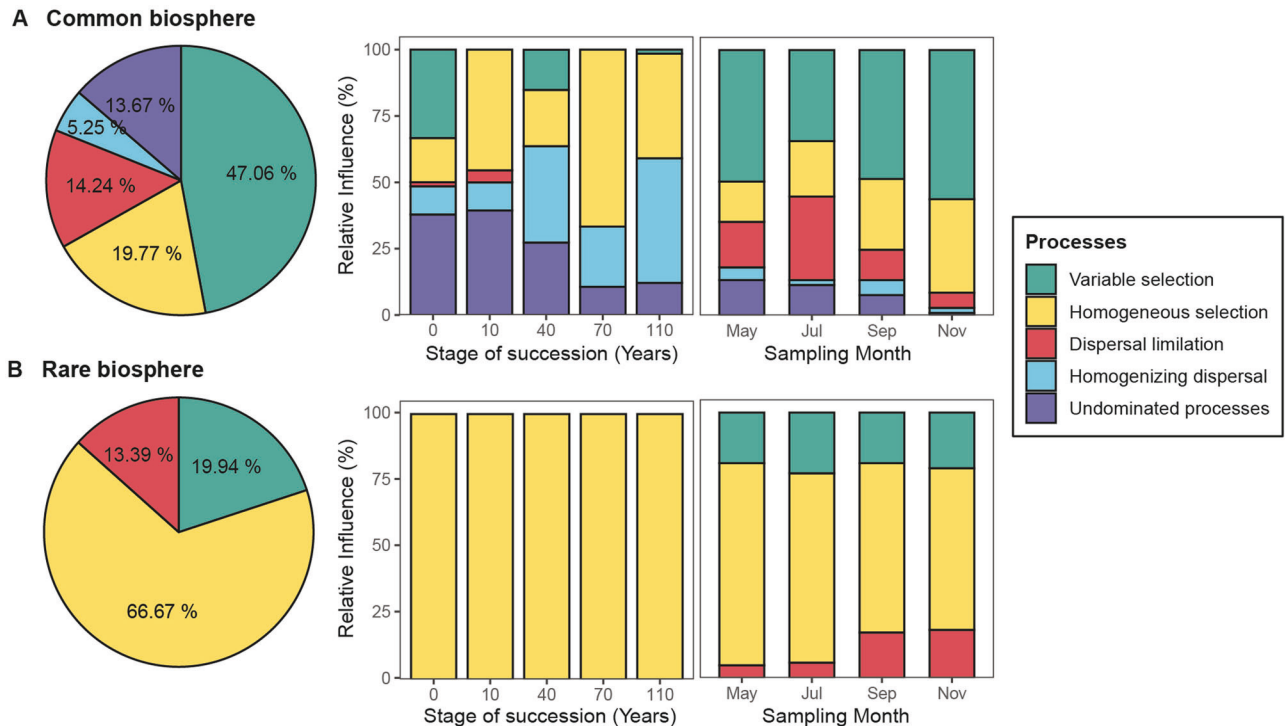 A Common biosphere
13.67 %
5.25 %
14.24 %
19.77 %
47.06 %
Relative Influence (%)
100
75
50
25
0
0 10 40 70 110
Stage of succession (Years)
May Jul Sep Nov
Sampling Month
Processes
Variable selection
Homogeneous selection
Dispersal limilation
Homogenizing dispersal
Undominated processes
B Rare biosphere
13.39 %
19.94 %
66.67 %
Relative Influence (%)
100
75
50
25
0
0 10 40 70 110
Stage of succession (Years)
May Jul Sep Nov
Sampling Month